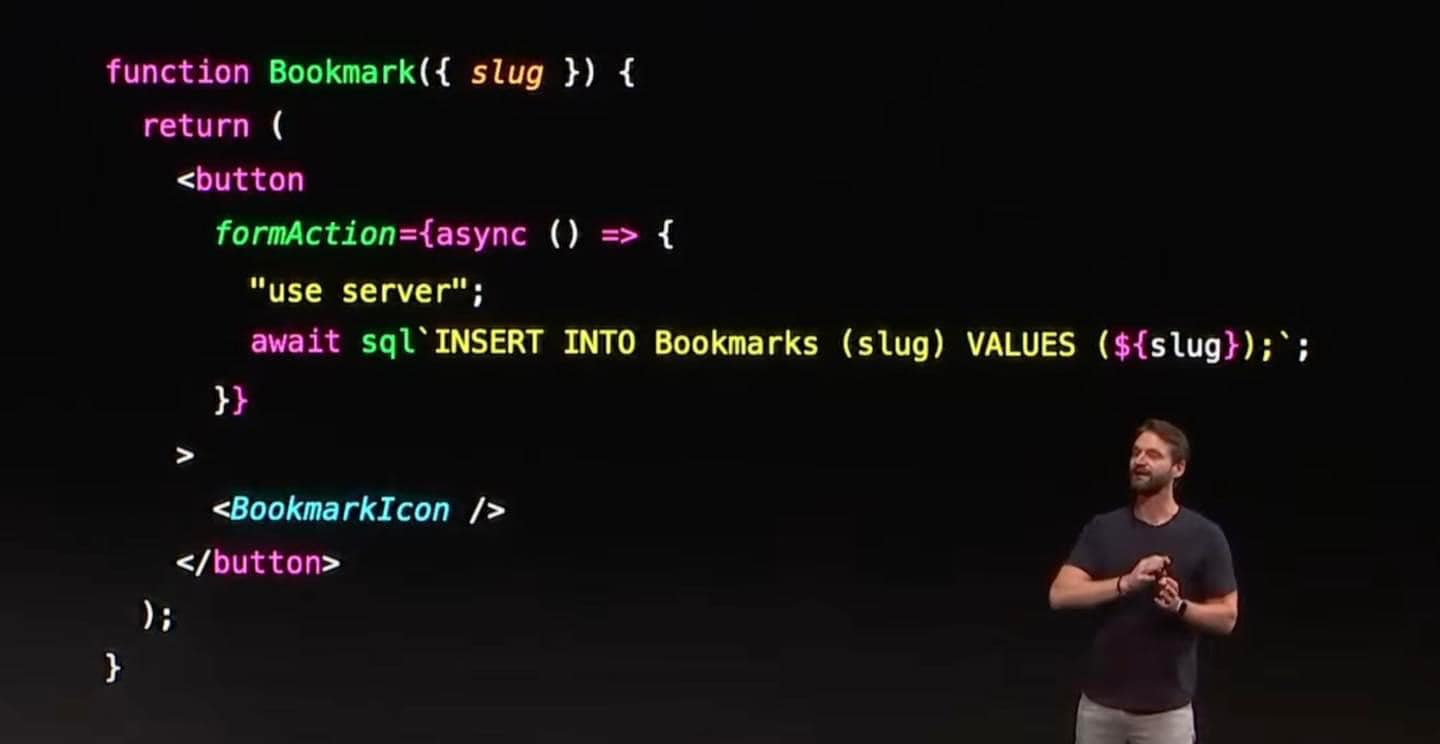 function Bookmark({ slug }) {
return (
<button
formAction={async () => {
"use server";
await sql`INSERT INTO Bookmarks (slug) VALUES (${slug});`;
}}
>
<BookmarkIcon />
</button>
);
}